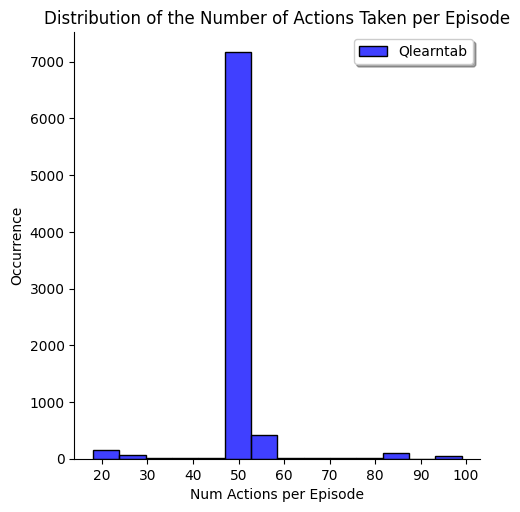 Distribution of the Number of Actions Taken per Episode
Qlearntab
7000
6000
5000
4000
3000
2000
1000
0
Occurrence
20 30 40 50 60 70 80 90 100
Num Actions per Episode